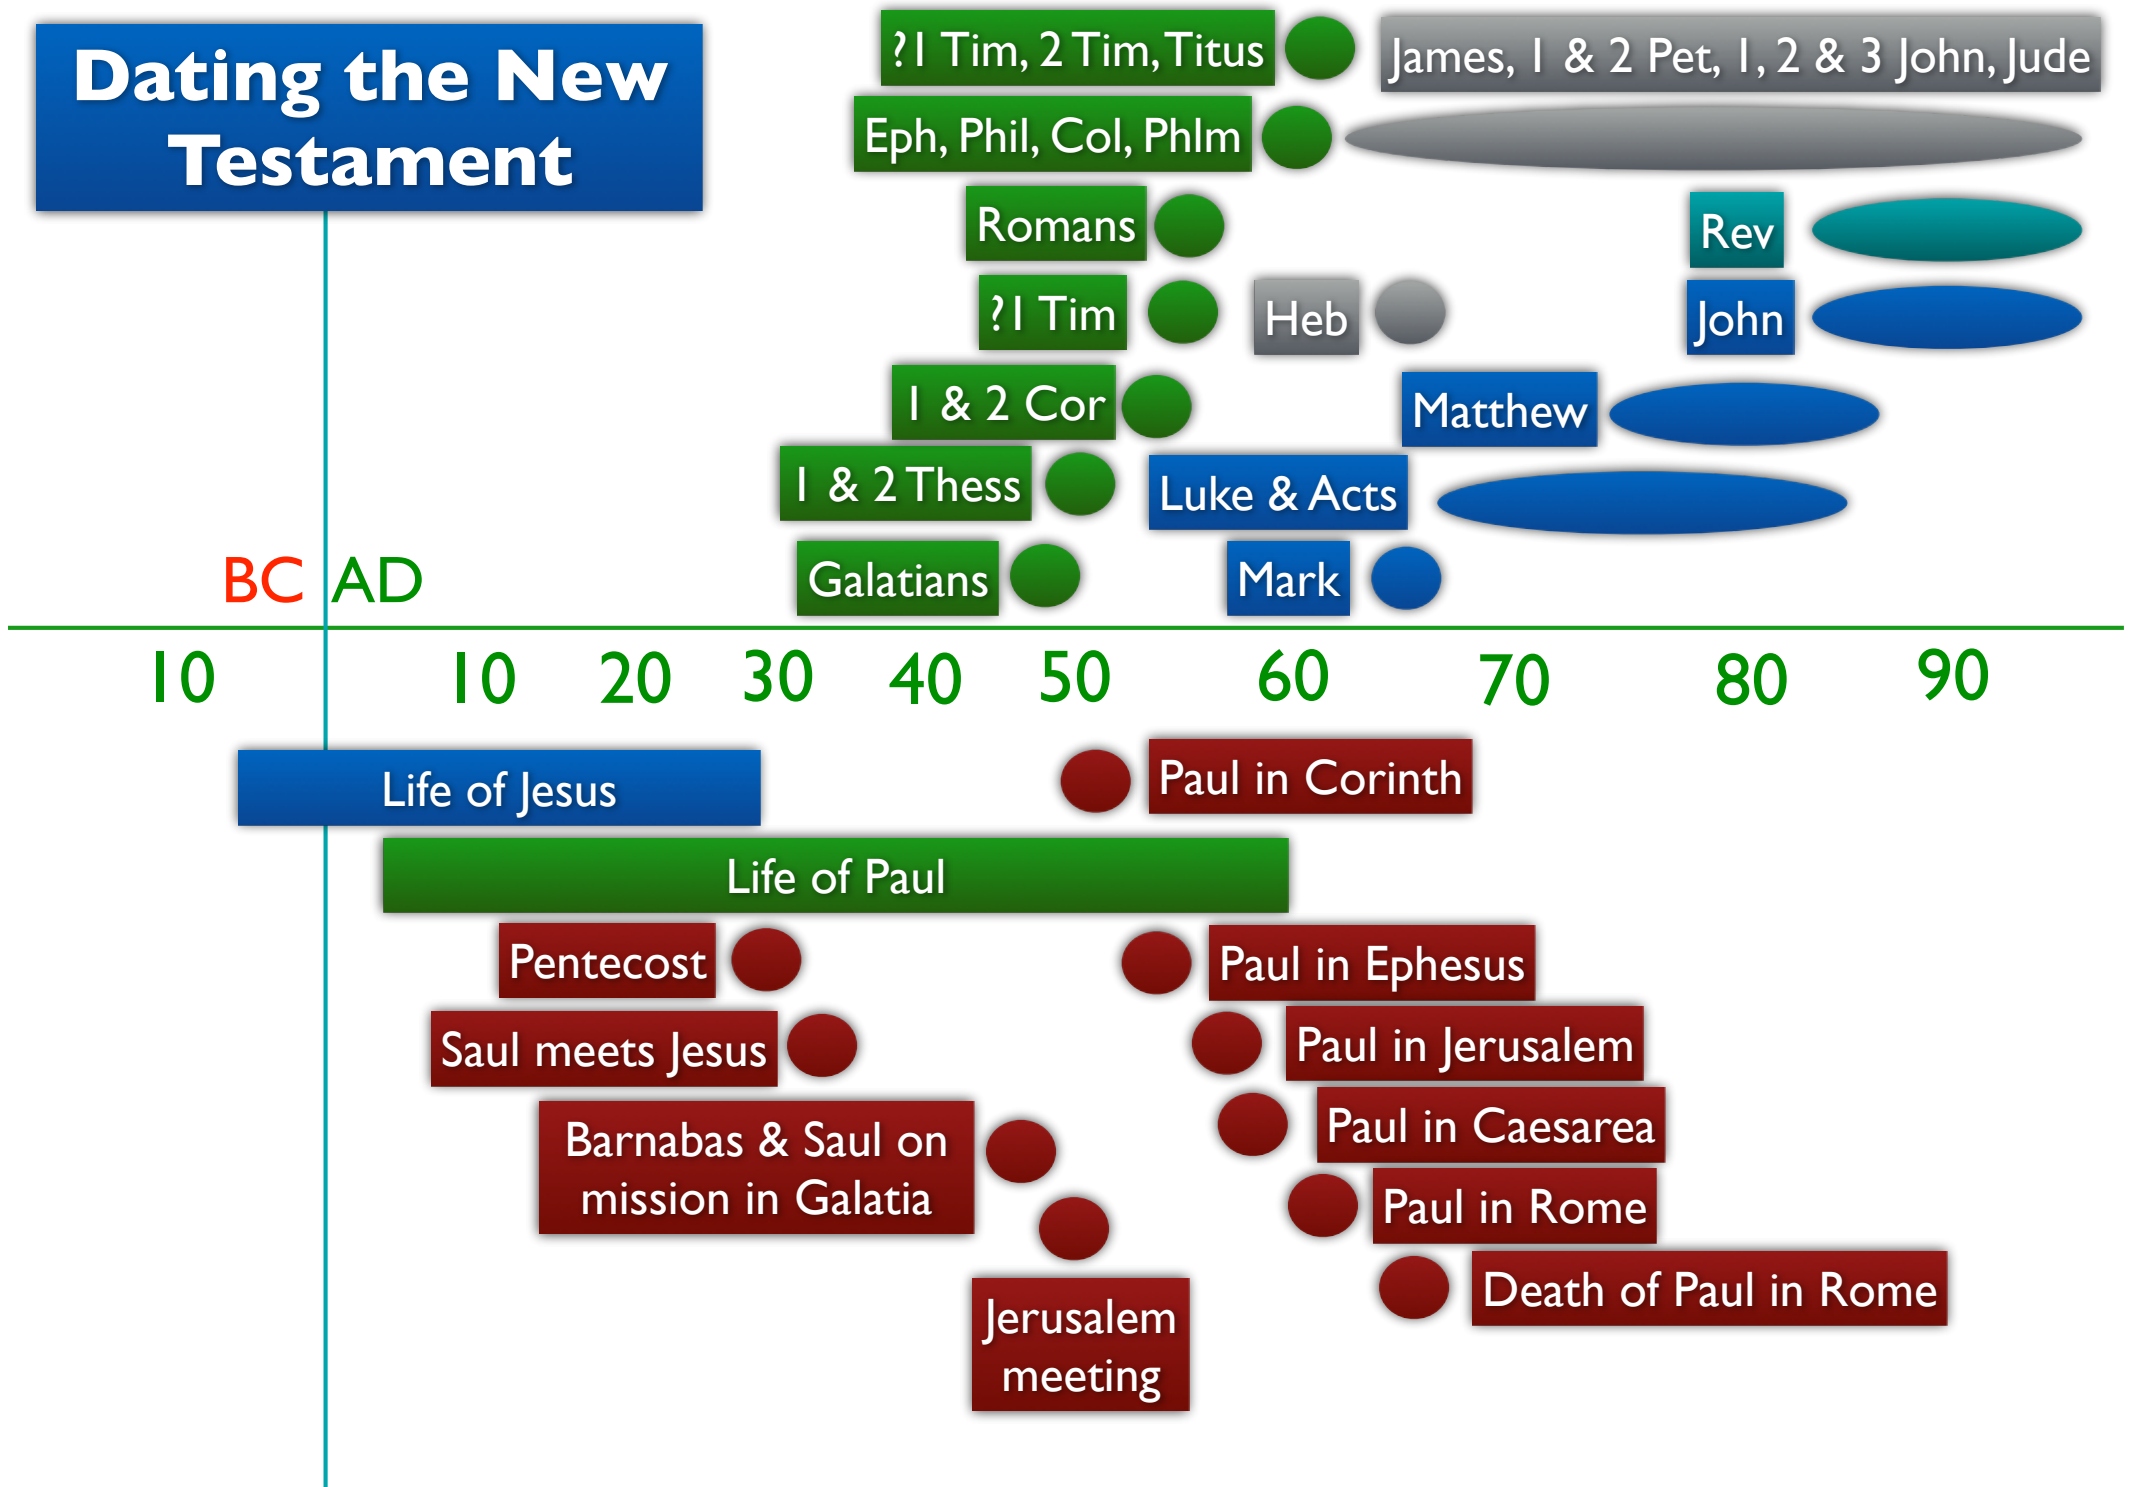 Dating the New
Testament
?1 Tim, 2 Tim, Titus
James, 1 & 2 Pet, 1, 2 & 3 John, Jude
Eph, Phil, Col, Phlm
Romans
Rev
?1 Tim
Heb
John
1 & 2 Cor
Matthew
1 & 2 Thess
Luke & Acts
BC
AD
Galatians
Mark
10
10
20
30
40
50
60
70
80
90
Life of Jesus
Paul in Corinth
Life of Paul
Pentecost
Paul in Ephesus
Saul meets Jesus
Paul in Jerusalem
Barnabas & Saul on
mission in Galatia
Paul in Caesarea
Paul in Rome
Jerusalem
meeting
Death of Paul in Rome